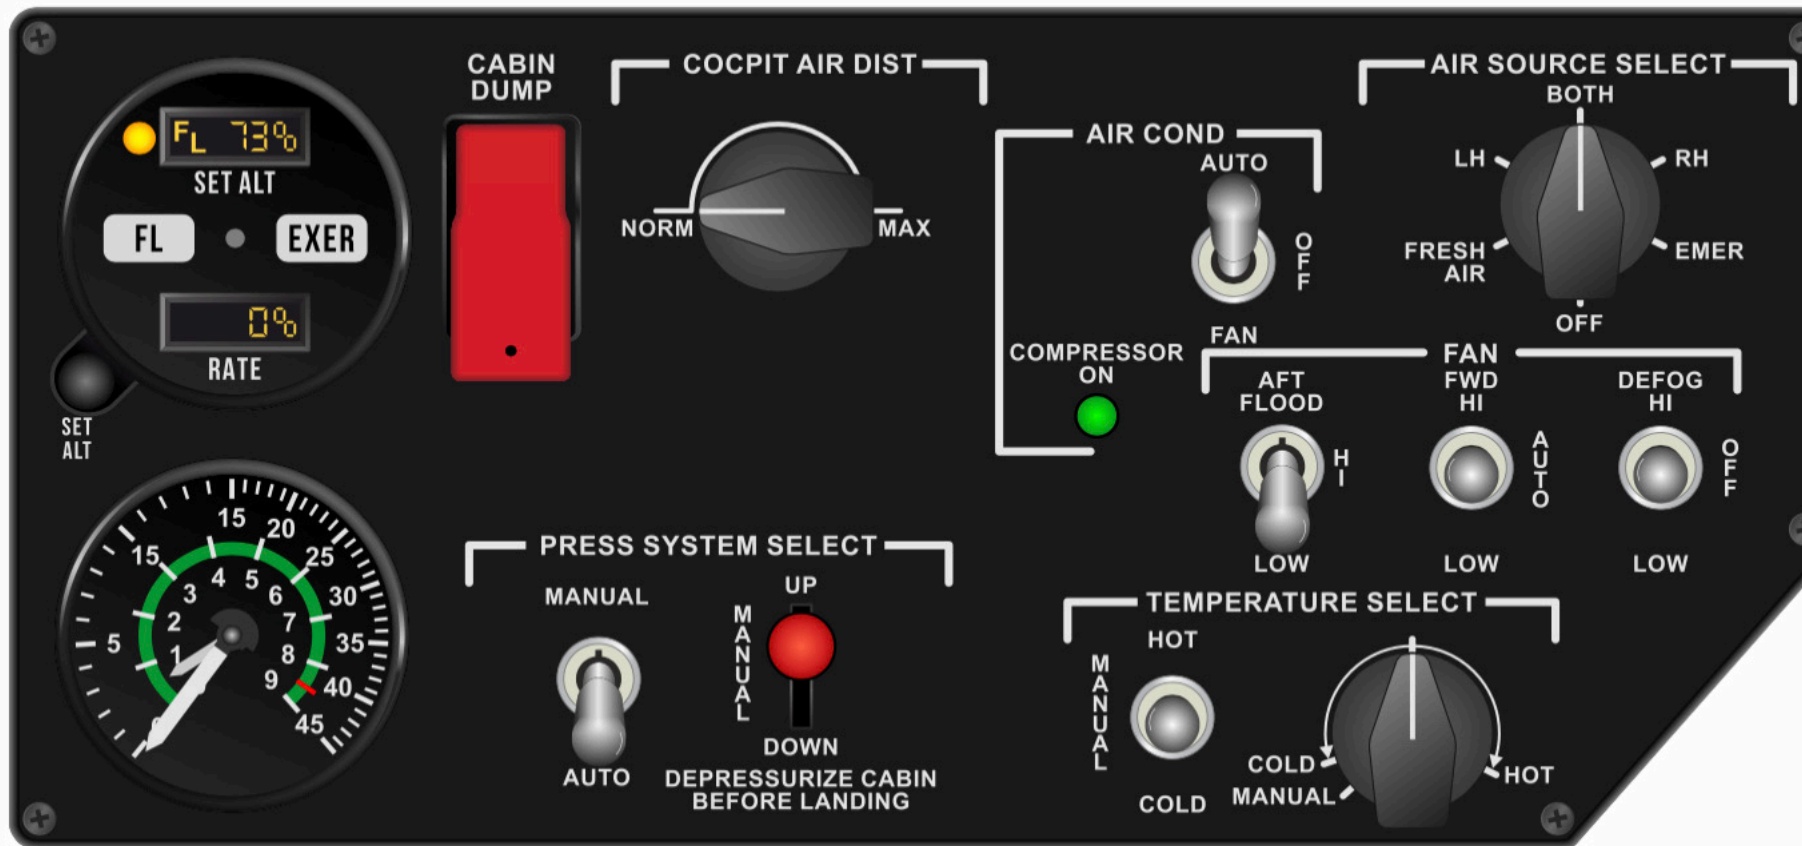 FL 73%
SET ALT
FL
EXER
0%
RATE
SET
ALT
CABIN
DUMP
COCPIT AIR DIST
NORM
MAX
AIR COND
AUTO
OFF
FAN
COMPRESSOR
ON
AIR SOURCE SELECT
BOTH
LH
RH
FRESH
AIR
EMER
OFF
FAN
AFT
FLOOD
HI
LOW
FWD
HI
AUTO
LOW
DEFOG
HI
OFF
LOW
15
20
25
30
35
40
45
15
5
1
2
3
4
5
6
7
8
9
PRESS SYSTEM SELECT
MANUAL
AUTO
UP
MANUAL
DOWN
DEPRESSURIZE CABIN
BEFORE LANDING
TEMPERATURE SELECT
HOT
MANUAL
COLD
COLD
MANUAL
HOT